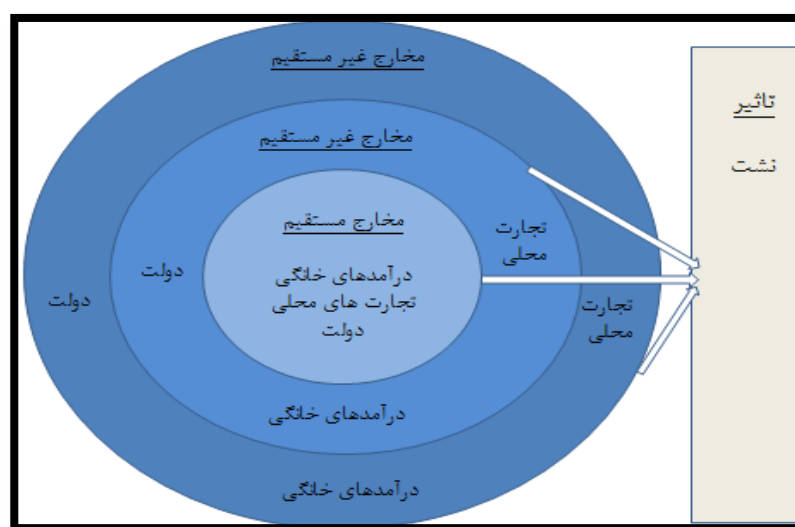 مخارج غیر مستقیم
مخارج غیر مستقیم
مخارج مستقیم
درآمدهای خانگی
تجارت های محلی
دولت
تجارت
محلی
دولت
درآمدهای خانگی
تجارت
محلی
دولت
درآمدهای خانگی
تاثیر
نشت